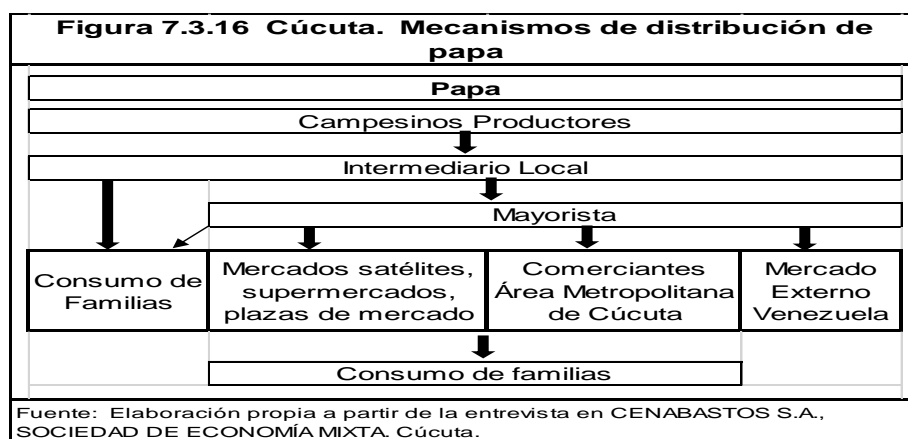 Figura 7.3.16 Cúcuta. Mecanismos de distribución de
papa
Papa
Campesinos Productores
Intermediario Local
Mayorista
Consumo de
Familias
Mercados satélites,
supermercados,
plazas de mercado
Comerciantes
Área Metropolitana
de Cúcuta
Mercado
Externo
Venezuela
Consumo de familias
Fuente: Elaboración propia a partir de la entrevista en CENABASTOS S.A.,
SOCIEDAD DE ECONOMÍA MIXTA. Cúcuta.